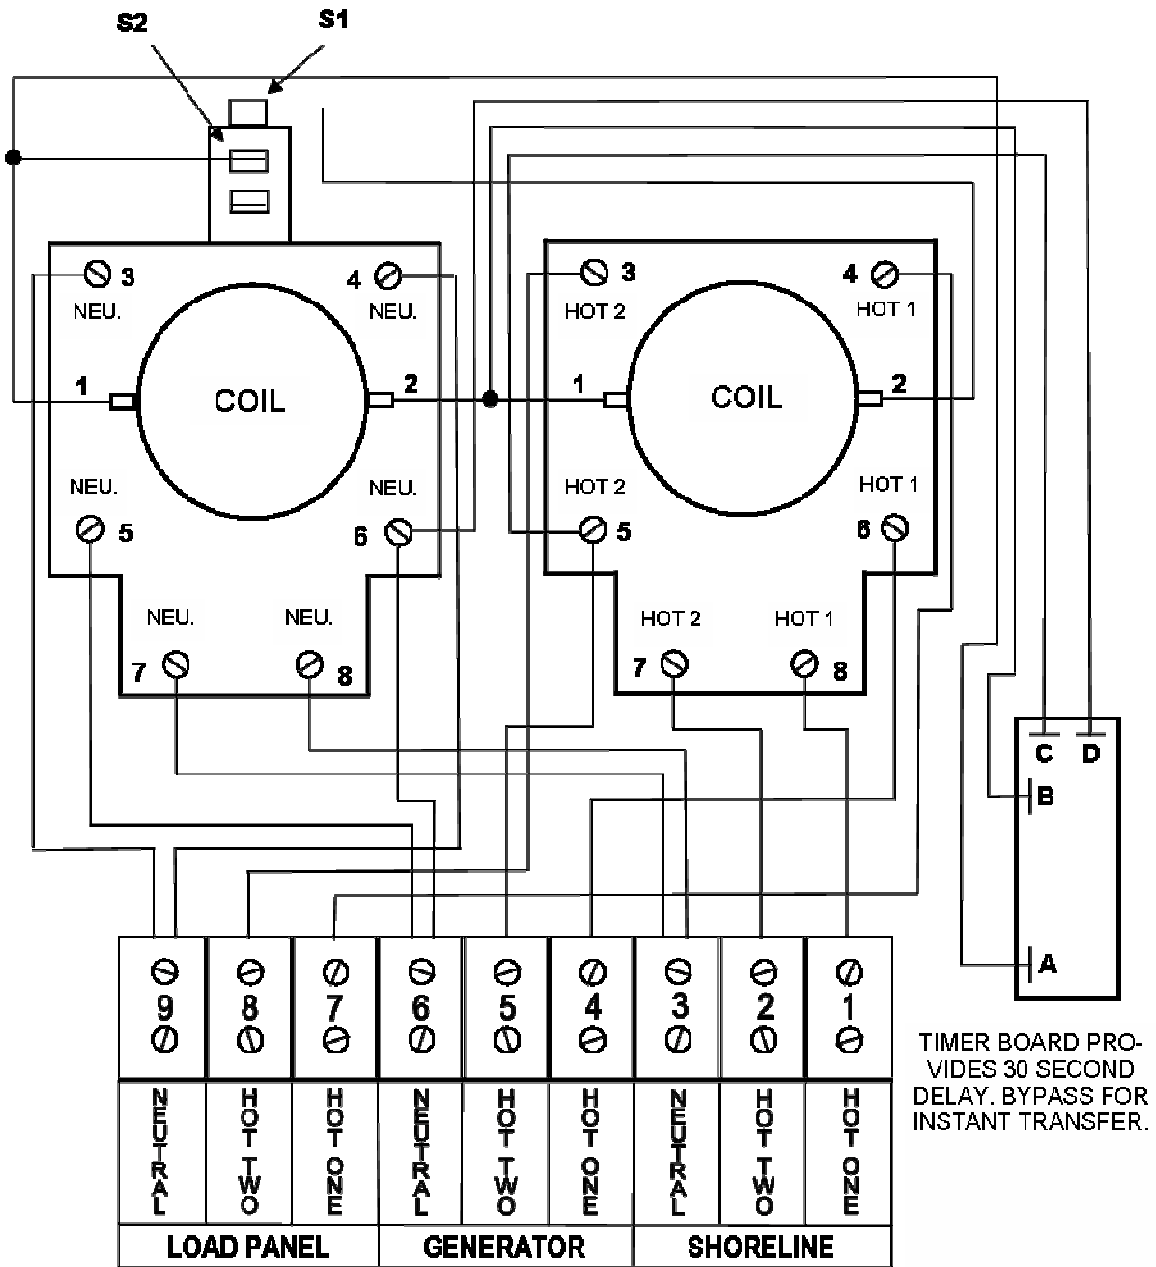 S2
S1
3
4
3
4
NEU.
NEU.
HOT 2
HOT 1
1
2
1
2
COIL
COIL
NEU.
NEU.
HOT 2
HOT 1
5
6
5
6
NEU.
NEU.
HOT 2
HOT 1
7
8
7
8
C
D
B
A
9
8
7
6
5
4
3
2
1
TIMER BOARD PRO-
VIDES 30 SECOND
DELAY. BYPASS FOR
INSTANT TRANSFER.
NEUTRAL
HOT TWO
HOT ONE
NEUTRAL
HOT TWO
HOT ONE
NEUTRAL
HOT TWO
HOT ONE
LOAD PANEL
GENERATOR
SHORELINE